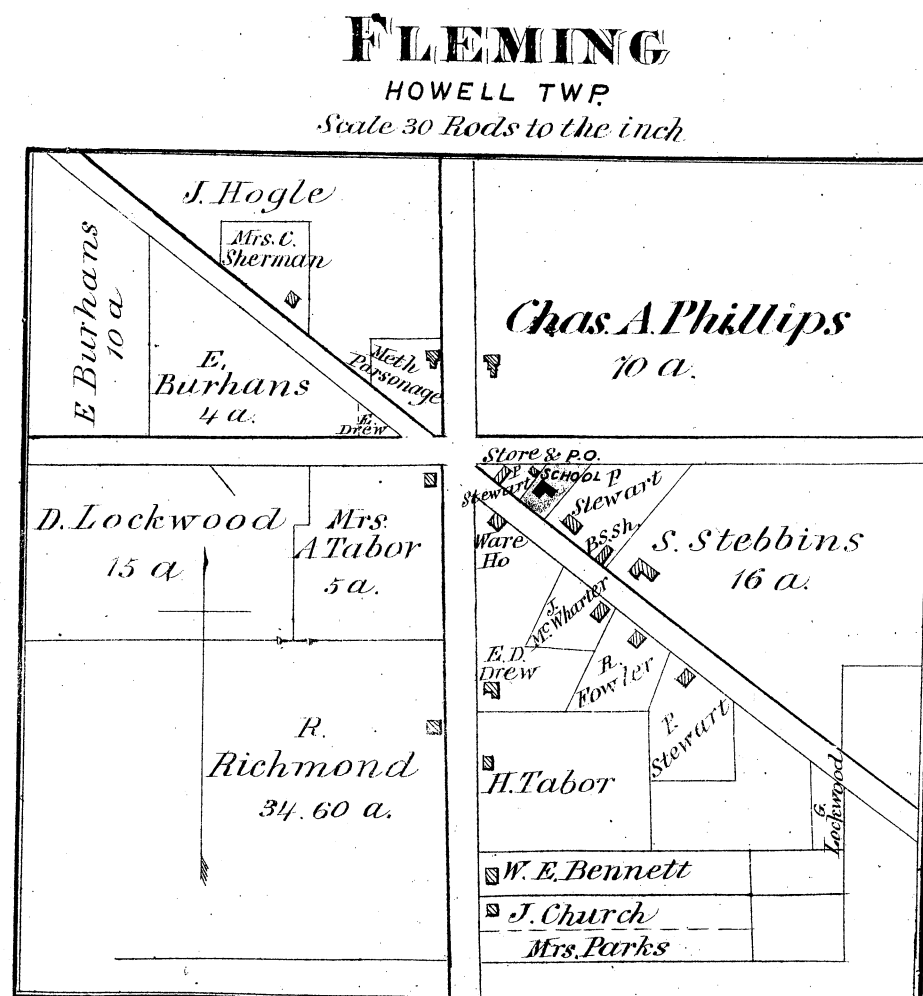 FLEMING
HOWELL TWP.
Scale 30 Rods to the inch
J. Hogle
Mrs. C.
Sherman
E Burhans
10 a
E.
Burhans
4 a.
Meth
Parsonage
E.
Drew
Chas. A. Phillips
70 a.
Store & P.O.
P
Stewart
SCHOOL
P
Stewart
B.S.Sh.
Ware
Ho
S. Stebbins
16 a.
D. Lockwood
15 a
Mrs.
A Tabor
5 a.
J.
McWharter
E. D.
Drew
R.
Fowler
P.
Stewart
R.
Richmond
34.60 a.
H. Tabor
G.
Lockwood
W. E. Bennett
J. Church
Mrs. Parks